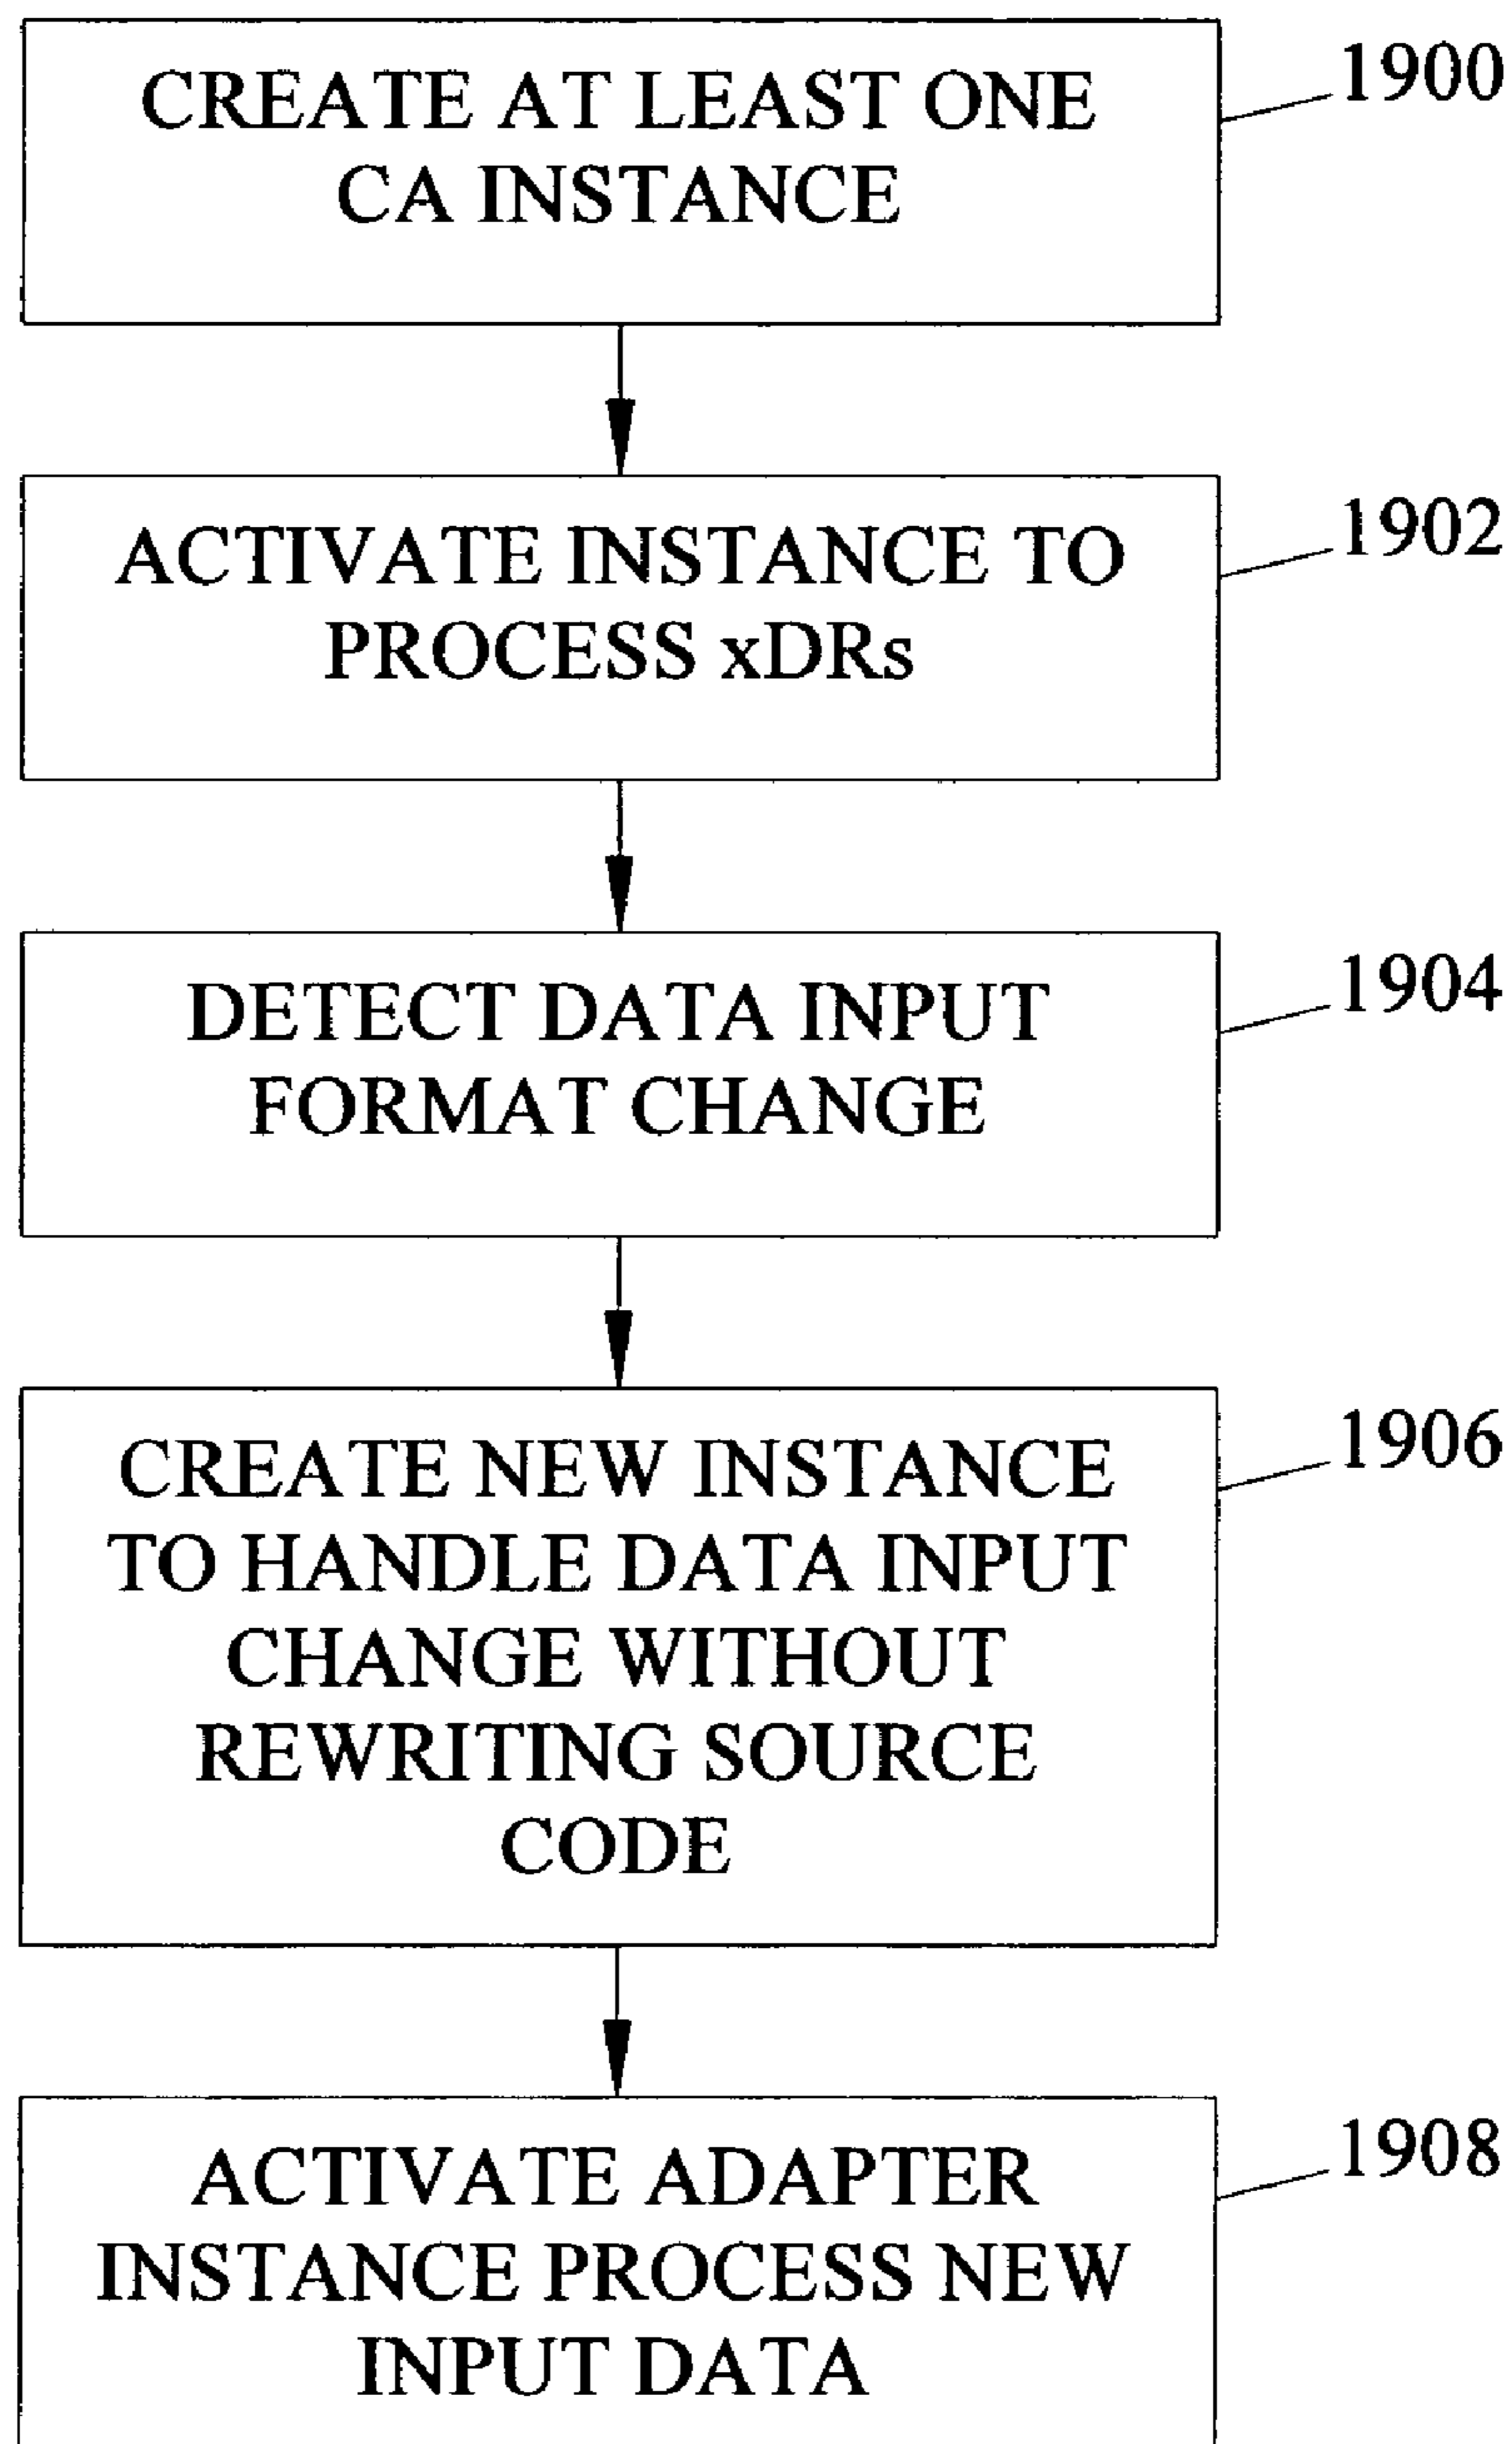 CREATE AT LEAST ONE
CA INSTANCE
1900
ACTIVATE INSTANCE TO
PROCESS xDRs
1902
DETECT DATA INPUT
FORMAT CHANGE
1904
CREATE NEW INSTANCE
TO HANDLE DATA INPUT
CHANGE WITHOUT
REWRITING SOURCE
CODE
1906
ACTIVATE ADAPTER
INSTANCE PROCESS NEW
INPUT DATA
1908